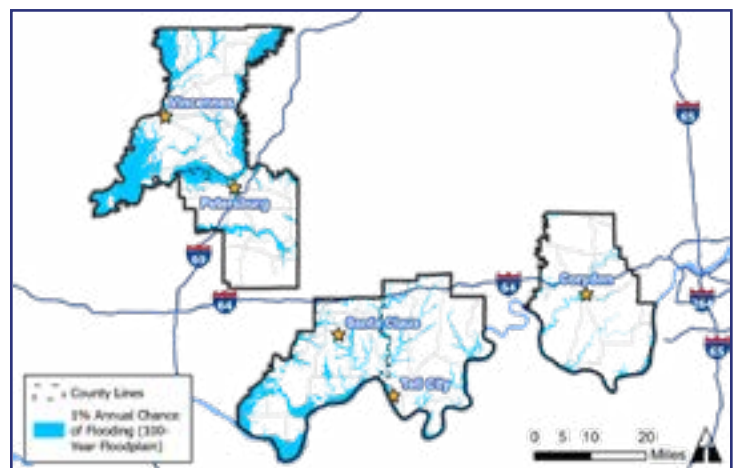 Vincennes
65
Petersburg
69
64
64
Corydon
64
65
Santa Claus
Tell City
County Lines
1% Annual Chance
of Flooding (100-
Year Floodplain)
0 5 10 20
Miles